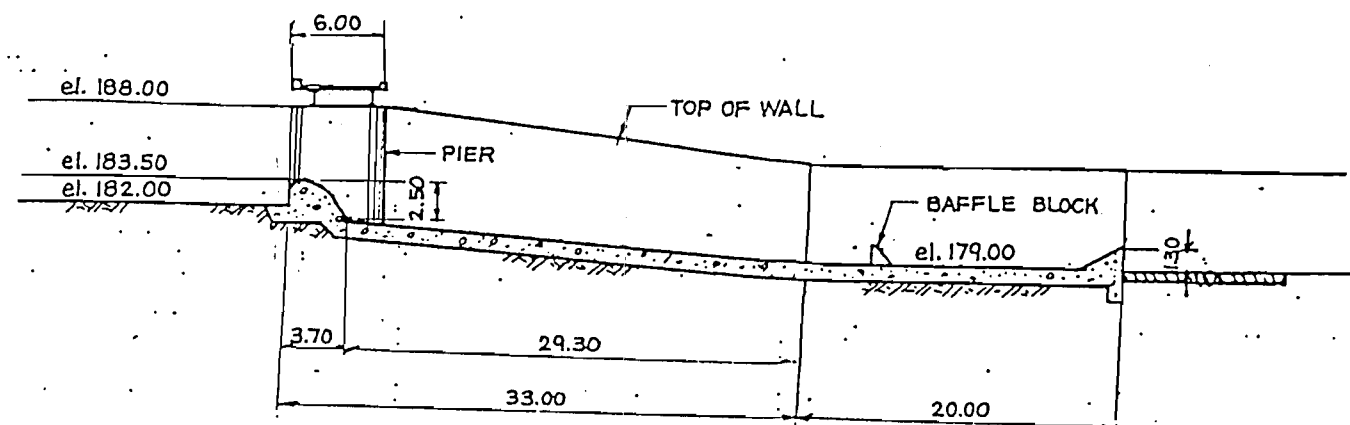 6.00
el. 188.00
TOP OF WALL
PIER
el. 183.50
el. 182.00
2.50
BAFFLE BLOCK
el. 179.00
1.30
3.70
29.30
33.00
20.00